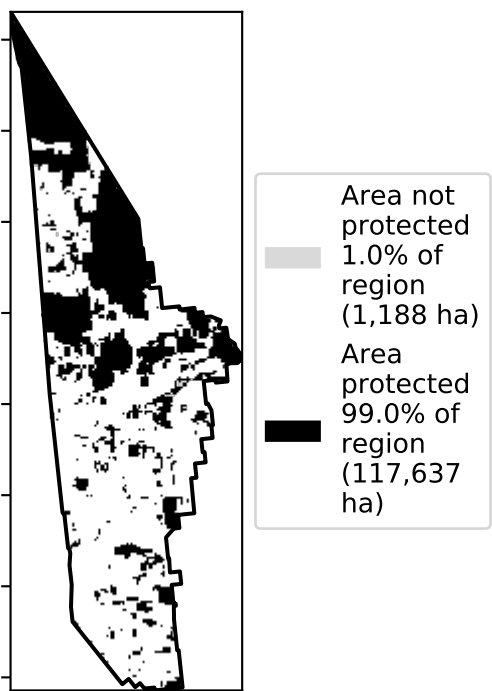 Area not
protected
1.0% of
region
(1,188 ha)
Area
protected
99.0% of
region
(117,637
ha)